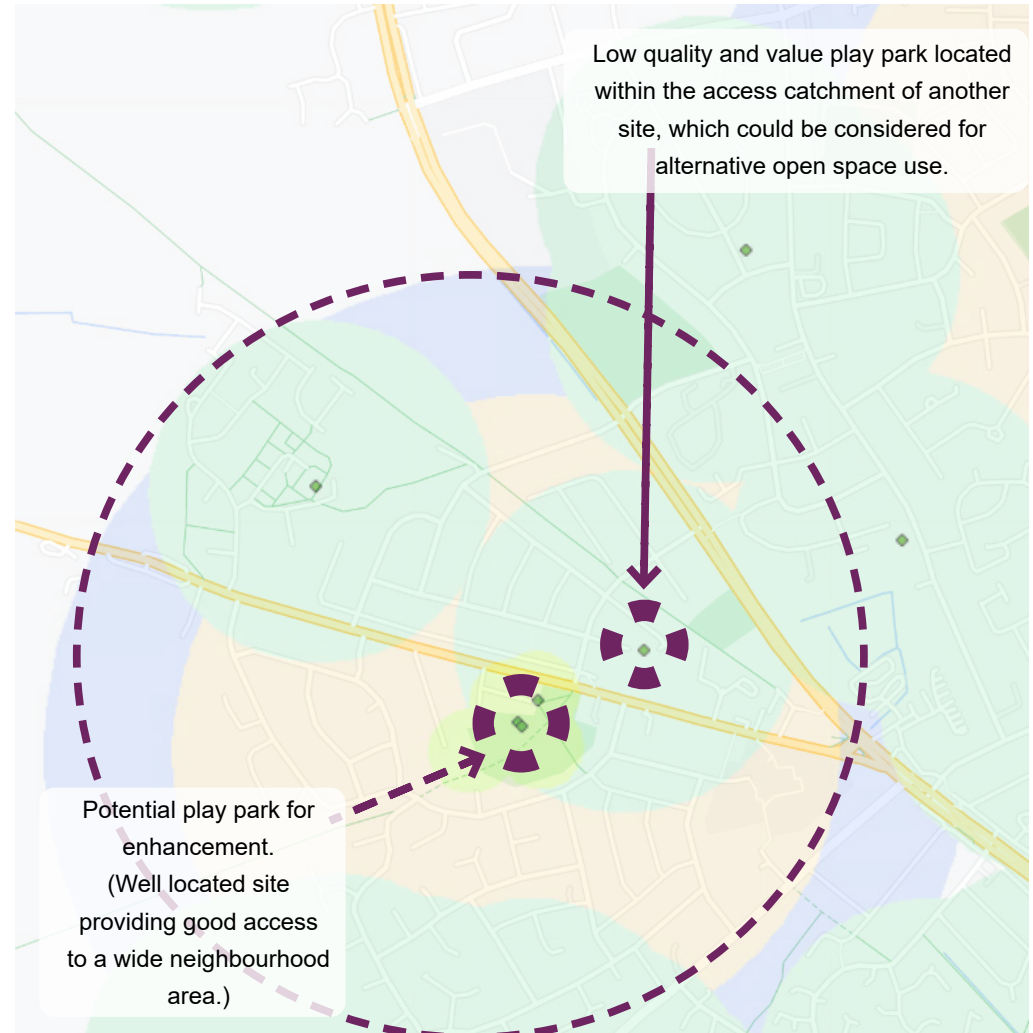 Low quality and value play park located
within the access catchment of another
site, which could be considered for
alternative open space use.
Potential play park for
enhancement.
(Well located site
providing good access
to a wide neighbourhood
area.)